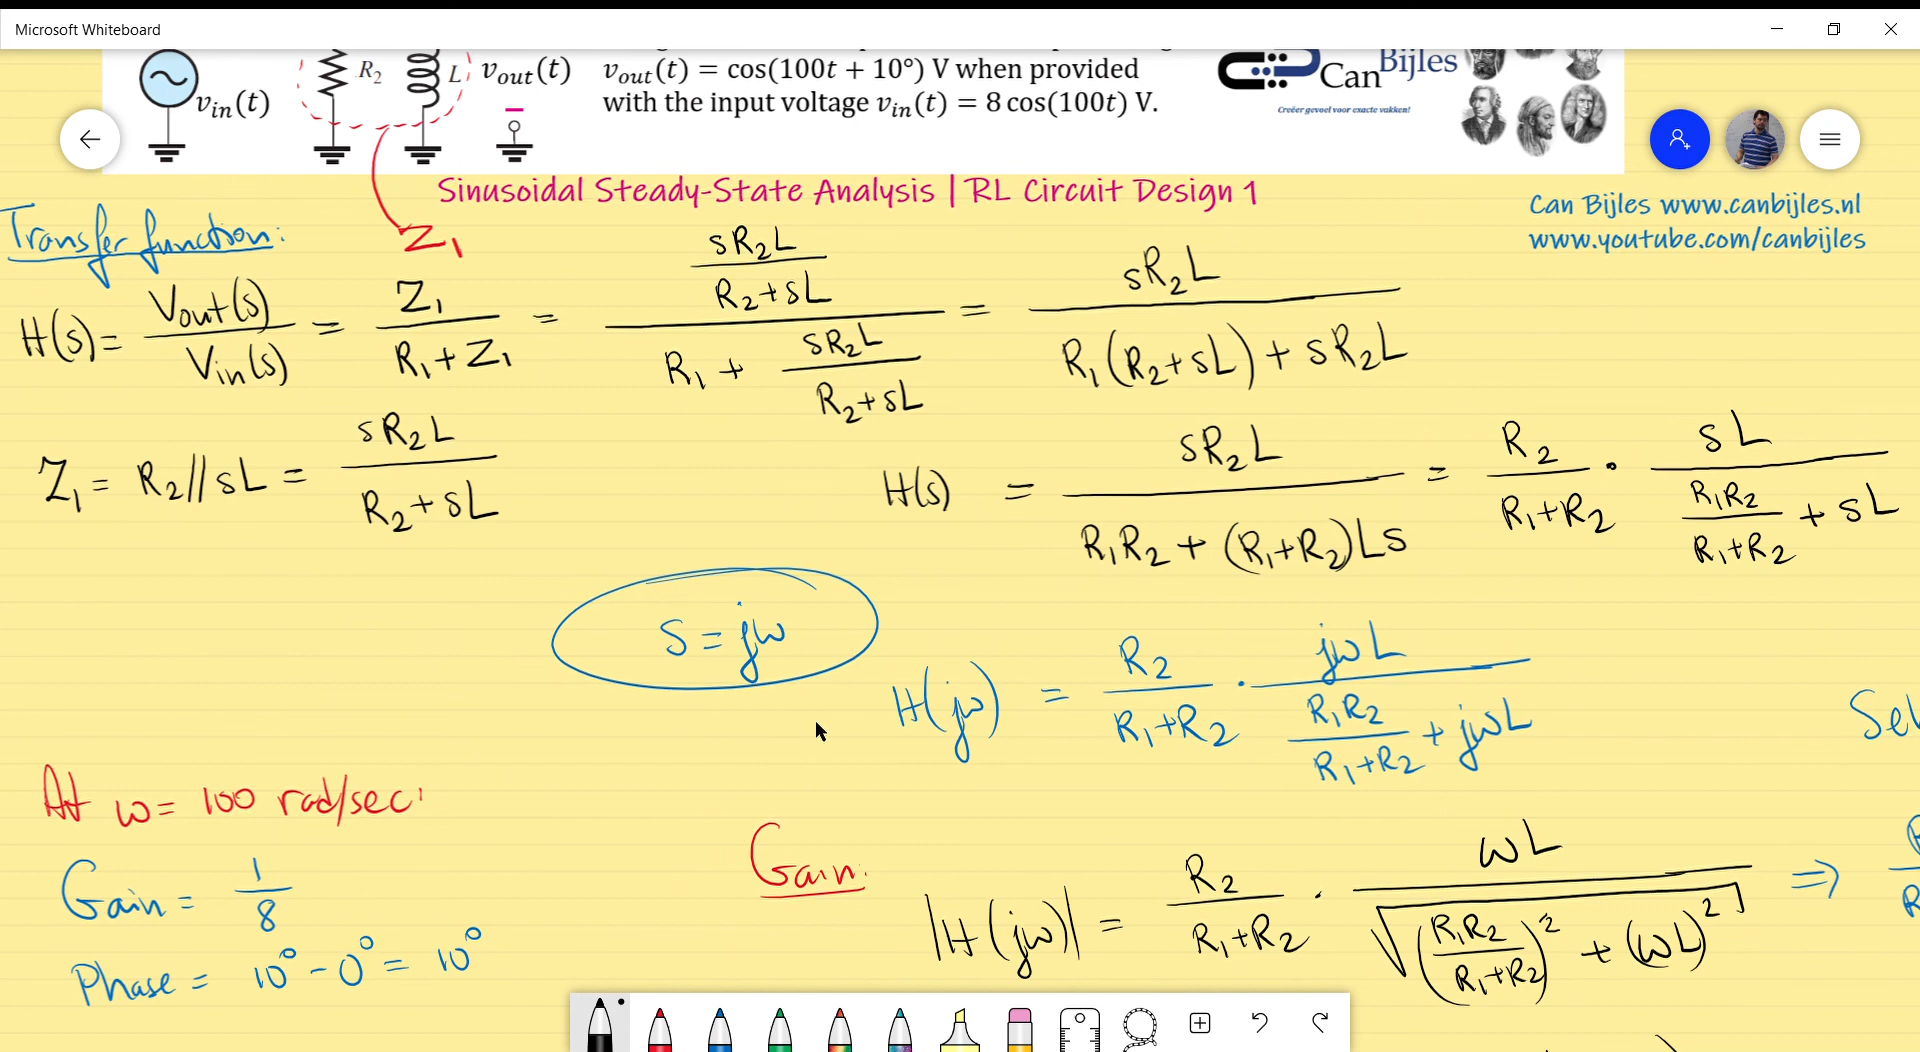 Microsoft Whiteboard
R₂ L v_out(t)
v_in(t)
v_out(t) = cos(100t + 10°) V when provided
with the input voltage v_in(t) = 8 cos(100t) V.
Can Bijles
Creëer gevoel voor exacte vakken!
Sinusoidal Steady-State Analysis | RL Circuit Design 1
Can Bijles www.canbijles.nl
www.youtube.com/canbijles
Transfer function:
Z₁
H(s) = Vout(s) / Vin(s) = Z₁ / (R₁ + Z₁) = (sR₂L / (R₂+sL)) / (R₁ + sR₂L / (R₂+sL)) = sR₂L / (R₁(R₂+sL) + sR₂L)
Z₁ = R₂//sL = sR₂L / (R₂+sL)
H(s) = sR₂L / (R₁R₂ + (R₁+R₂)Ls) = R₂ / (R₁+R₂) · sL / (R₁R₂ / (R₁+R₂) + sL)
s = jω
H(jω) = R₂ / (R₁+R₂) · jωL / (R₁R₂ / (R₁+R₂) + jωL)
At ω = 100 rad/sec:
Gain = 1/8
Phase = 10° - 0° = 10°
Gain:
|H(jω)| = R₂ / (R₁+R₂) · ωL / √((R₁R₂ / (R₁+R₂))² + (ωL)²) ⇒